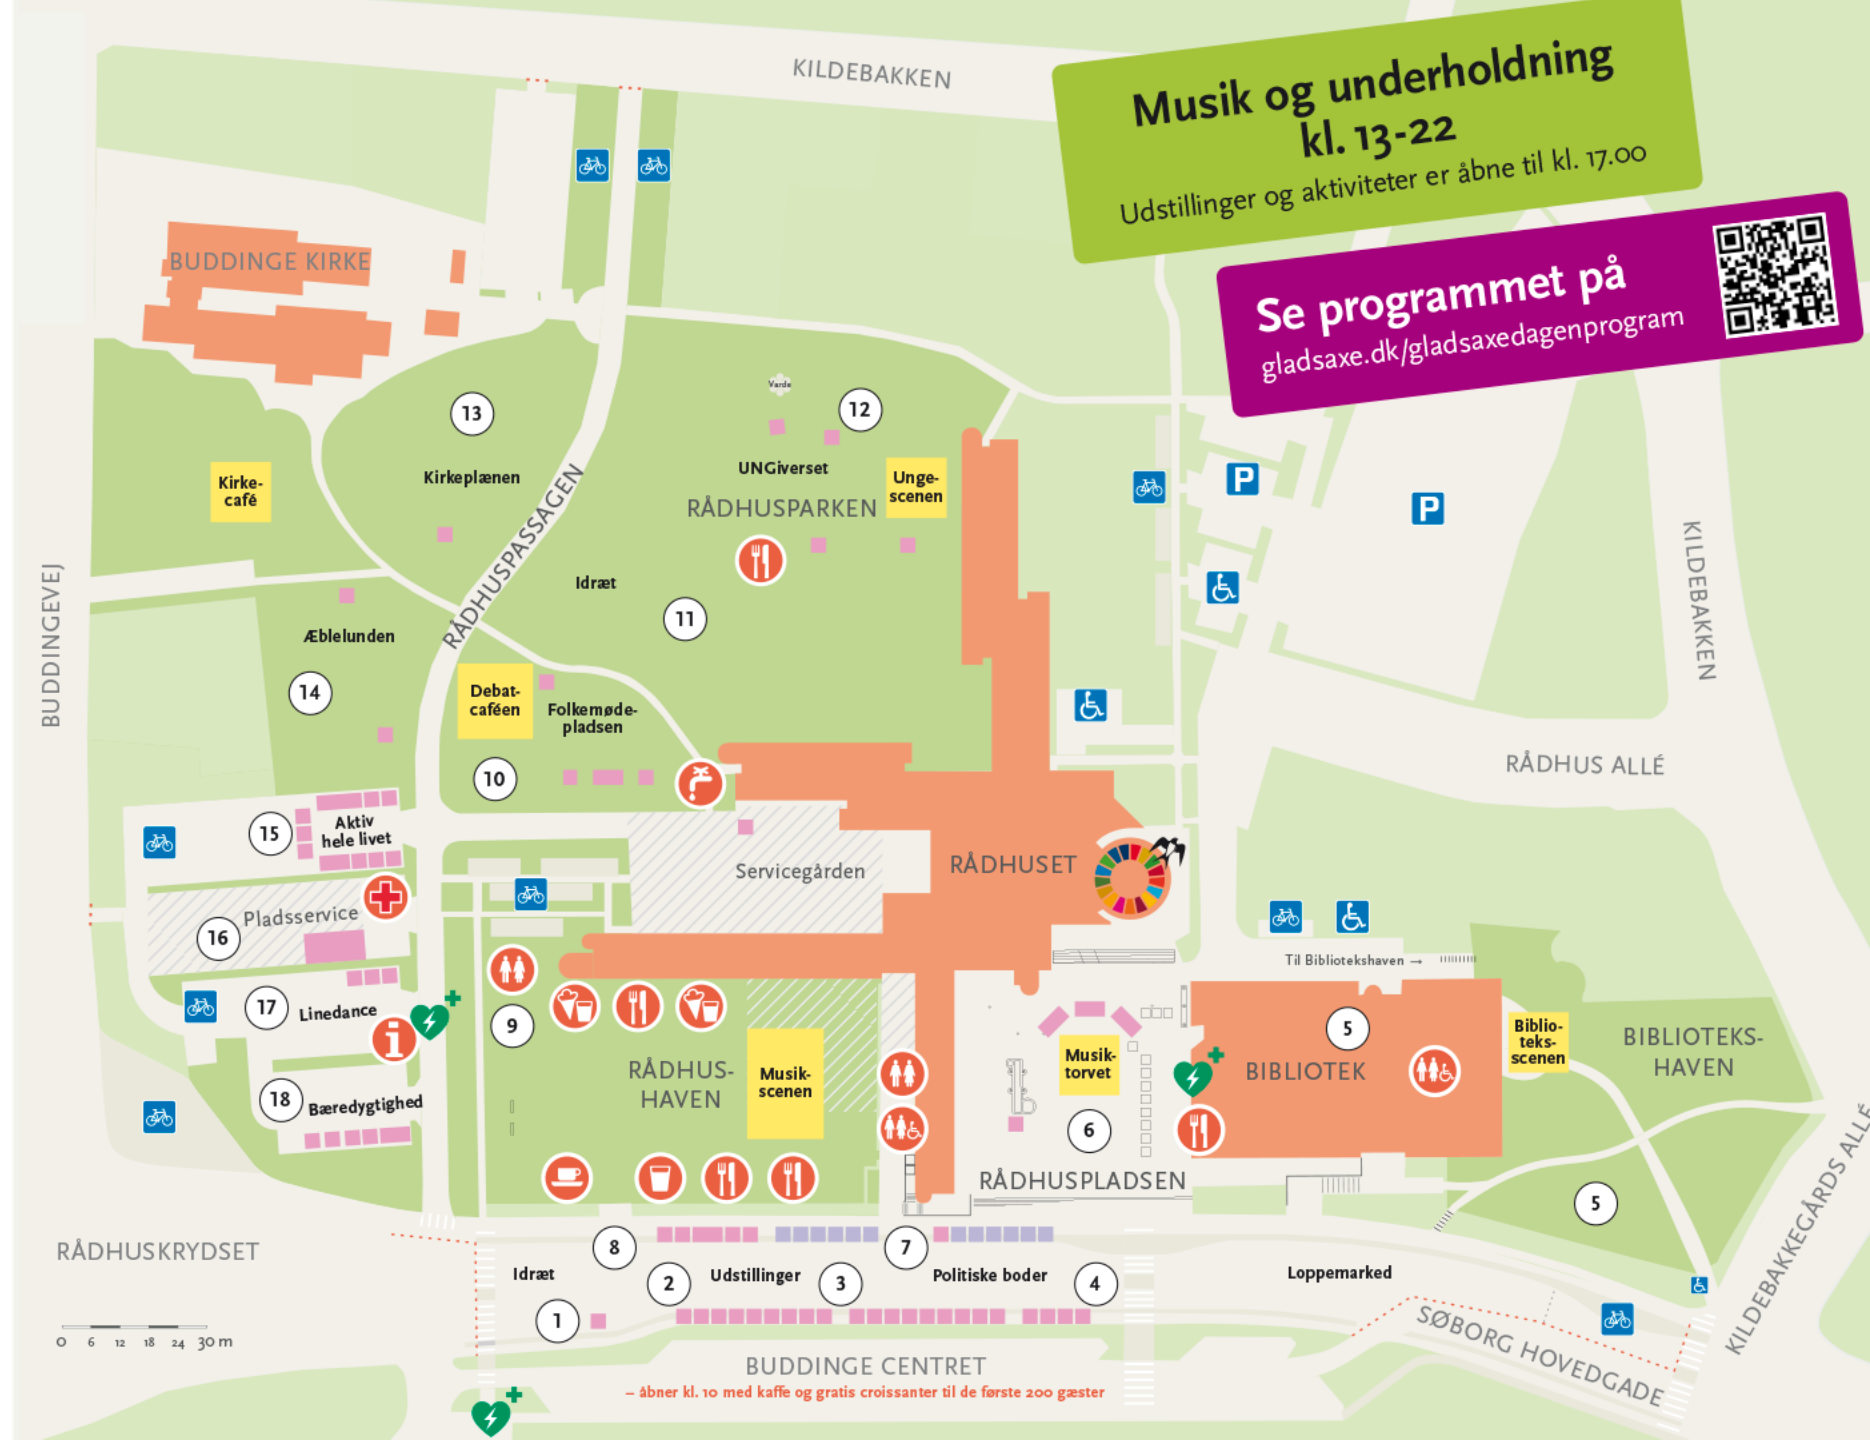 KILDEBAKKEN
Musik og underholdning
kl. 13-22
Udstillinger og aktiviteter er åbne til kl. 17.00
Se programmet på
gladsaxe.dk/gladsaxedagenprogram
BUDDINGE KIRKE
Varde
13
12
Kirkeplænen
UNGiverset
Kirke-
café
Unge-
scenen
RÅDHUSPARKEN
P
P
RÅDHUSPASSAGEN
KILDEBAKKEN
BUDDINGEVEJ
Idræt
11
Æblelunden
14
Debat-
caféen
Folkemøde-
pladsen
10
RÅDHUS ALLÉ
15
Aktiv
hele livet
Servicegården
RÅDHUSET
Pladsservice
16
Til Bibliotekshaven →
17
Linedance
i
9
5
Biblio-
teks-
scenen
BIBLIOTEKS-
HAVEN
RÅDHUS-
HAVEN
Musik-
scenen
Musik-
torvet
BIBLIOTEK
18
Bæredygtighed
6
RÅDHUSPLADSEN
5
KILDEBAKKEGÅRDS ALLÉ
RÅDHUSKRYDSET
8
7
Idræt
2
Udstillinger
3
Politiske boder
4
Loppemarked
1
SØBORG HOVEDGADE
0 6 12 18 24 30 m
BUDDINGE CENTRET
– åbner kl. 10 med kaffe og gratis croissanter til de første 200 gæster